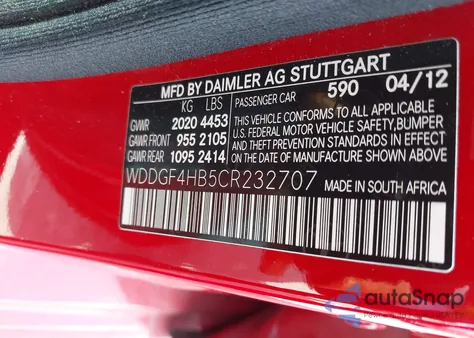 MFD BY DAIMLER AG STUTTGART
KG LBS PASSENGER CAR 590 04/12
GVWR 2020 4453
GAWR FRONT 955 2105
GAWR REAR 1095 2414
THIS VEHICLE CONFORMS TO ALL APPLICABLE
U.S. FEDERAL MOTOR VEHICLE SAFETY, BUMPER
AND THEFT PREVENTION STANDARDS IN EFFECT
ON THE DATE OF MANUFACTURE SHOWN ABOVE.
WDDGF4HB5CR232707
MADE IN SOUTH AFRICA
autoSnap